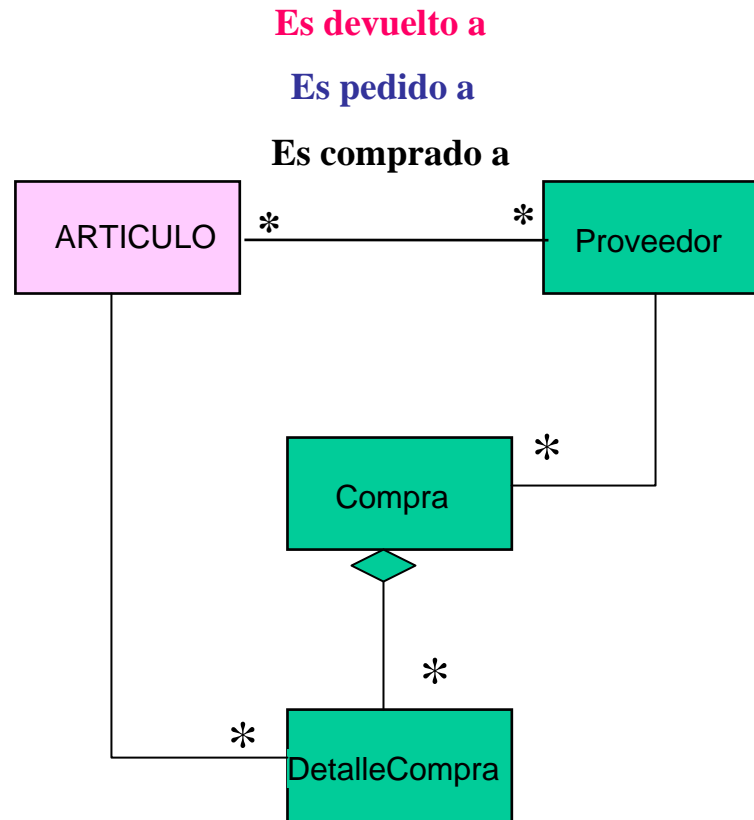 Es devuelto a
Es pedido a
Es comprado a
ARTICULO
*
*
Proveedor
*
Compra
*
*
DetalleCompra